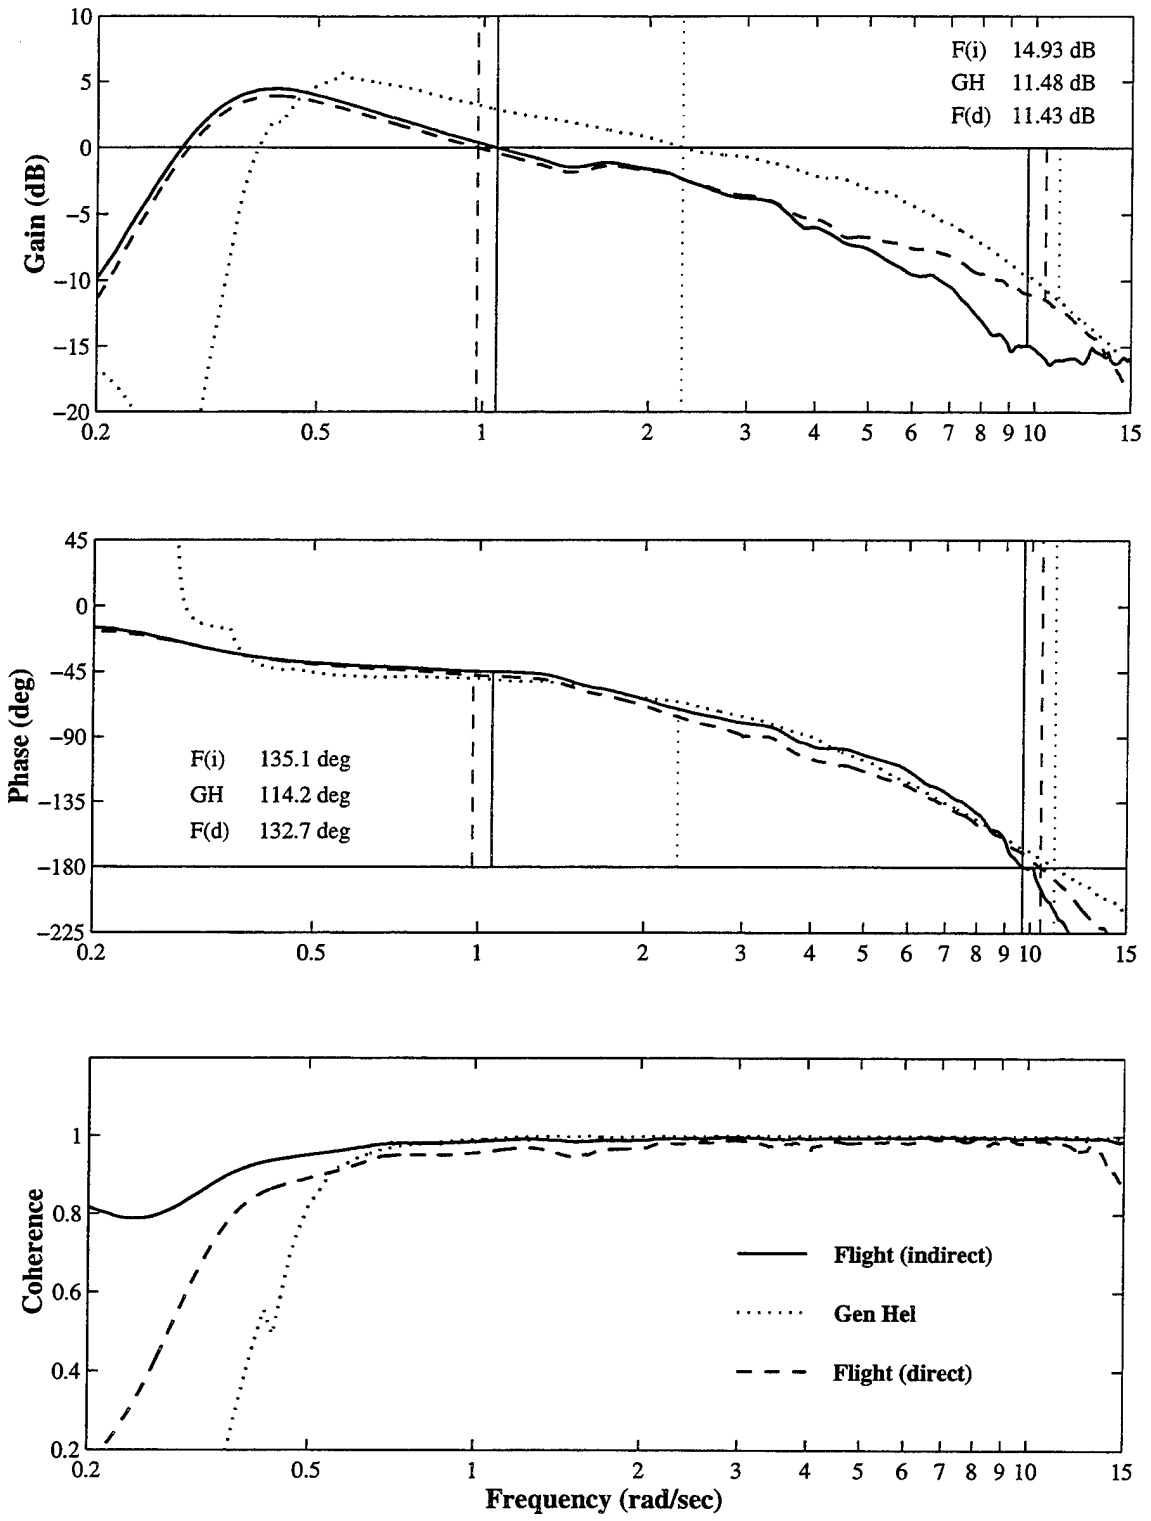 10
F(i) 14.93 dB
5
GH 11.48 dB
F(d) 11.43 dB
0
Gain (dB)
−5
−10
−15
−20
0.2 0.5 1 2 3 4 5 6 7 8 9 10 15
45
0
−45
Phase (deg)
−90
F(i) 135.1 deg
GH 114.2 deg
−135
F(d) 132.7 deg
−180
−225
0.2 0.5 1 2 3 4 5 6 7 8 9 10 15
1
Coherence
0.8
Flight (indirect)
0.6
Gen Hel
0.4
Flight (direct)
0.2
0.2 0.5 1 2 3 4 5 6 7 8 9 10 15
Frequency (rad/sec)